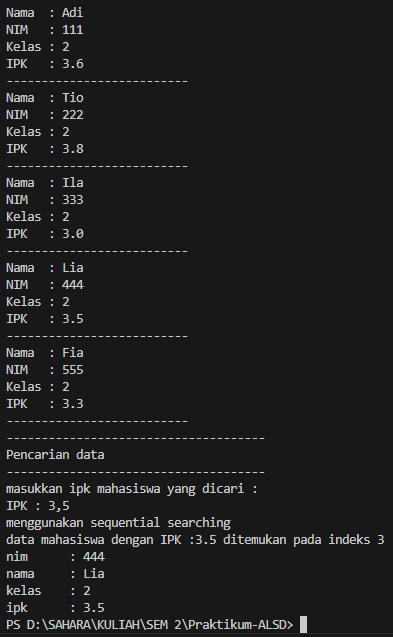 Nama  : Adi
NIM   : 111
Kelas : 2
IPK   : 3.6
--------------------------
Nama  : Tio
NIM   : 222
Kelas : 2
IPK   : 3.8
--------------------------
Nama  : Ila
NIM   : 333
Kelas : 2
IPK   : 3.0
--------------------------
Nama  : Lia
NIM   : 444
Kelas : 2
IPK   : 3.5
--------------------------
Nama  : Fia
NIM   : 555
Kelas : 2
IPK   : 3.3
--------------------------
-------------------------------------
Pencarian data
-------------------------------------
masukkan ipk mahasiswa yang dicari :
IPK : 3,5
menggunakan sequential searching
data mahasiswa dengan IPK :3.5 ditemukan pada indeks 3
nim      : 444
nama     : Lia
kelas    : 2
ipk      : 3.5
PS D:\SAHARA\KULIAH\SEM 2\Praktikum-ALSD>